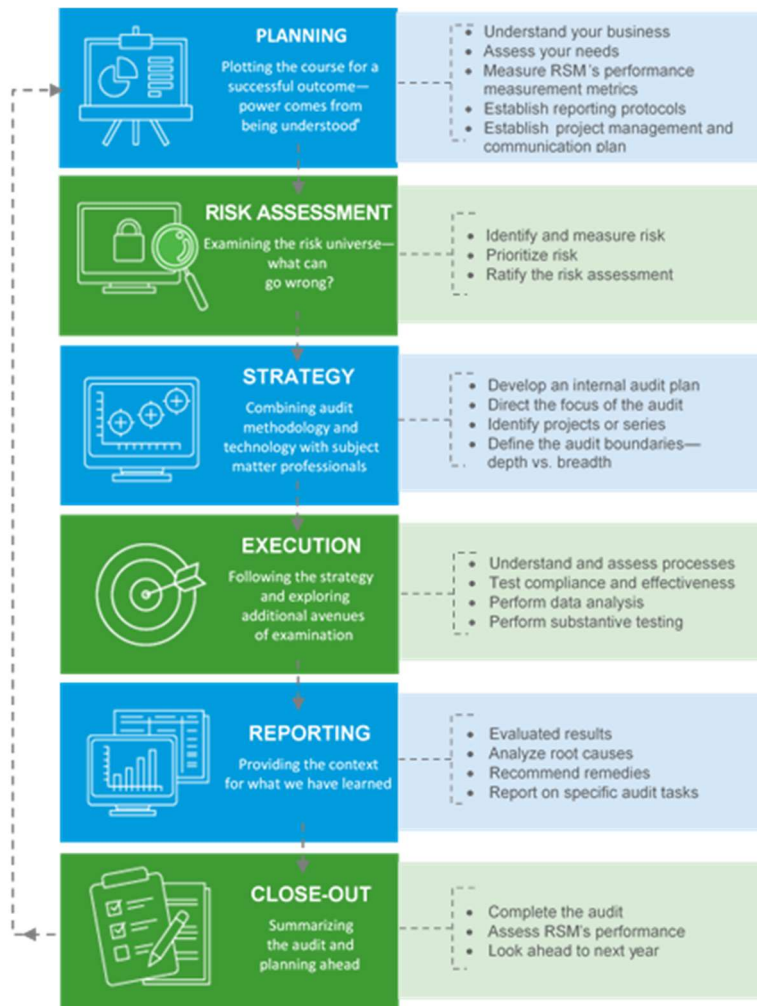 PLANNING
Plotting the course for a
successful outcome—
power comes from
being understood®
Understand your business
Assess your needs
Measure RSM's performance
measurement metrics
Establish reporting protocols
Establish project management and
communication plan
RISK ASSESSMENT
Examining the risk universe—
what can
go wrong?
Identify and measure risk
Prioritize risk
Ratify the risk assessment
STRATEGY
Combining audit
methodology and
technology with subject
matter professionals
Develop an internal audit plan
Direct the focus of the audit
Identify projects or series
Define the audit boundaries—
depth vs. breadth
EXECUTION
Following the strategy
and exploring
additional avenues
of examination
Understand and assess processes
Test compliance and effectiveness
Perform data analysis
Perform substantive testing
REPORTING
Providing the context
for what we have learned
Evaluated results
Analyze root causes
Recommend remedies
Report on specific audit tasks
CLOSE-OUT
Summarizing
the audit and
planning ahead
Complete the audit
Assess RSM's performance
Look ahead to next year